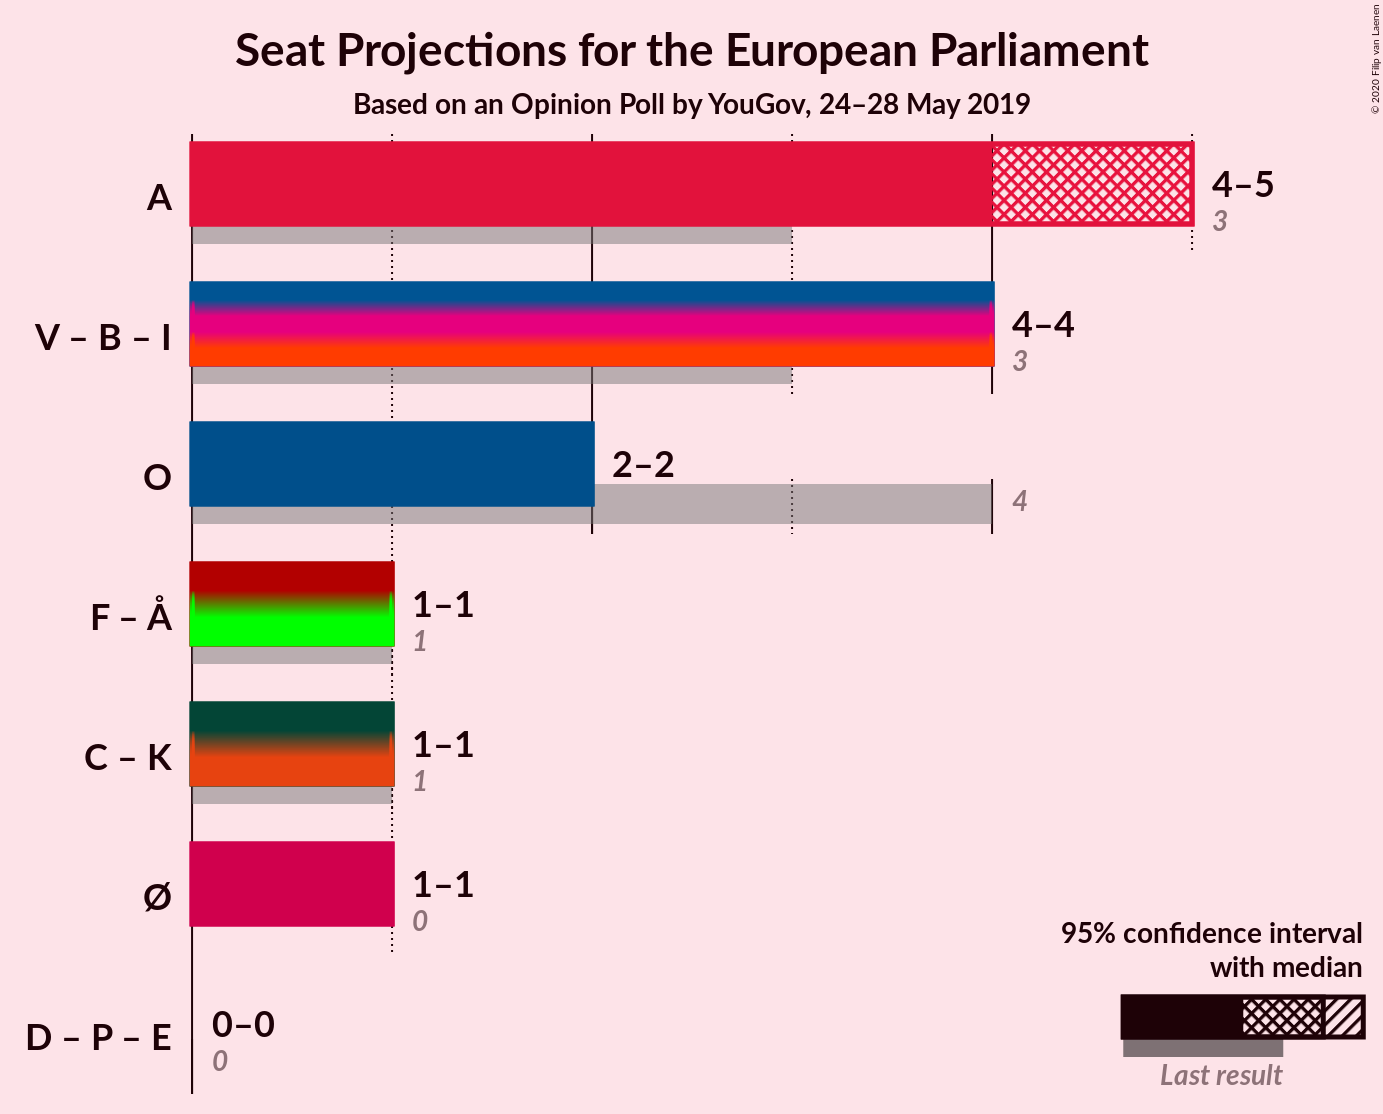 Seat Projections for the European Parliament
Based on an Opinion Poll by YouGov, 24–28 May 2019
© 2020 Filip van Laenen
A
4–5
3
V – B – I
4–4
3
O
2–2
4
F – Å
1–1
1
C – K
1–1
1
Ø
1–1
0
D – P – E
0–0
0
95% confidence interval
with median
Last result